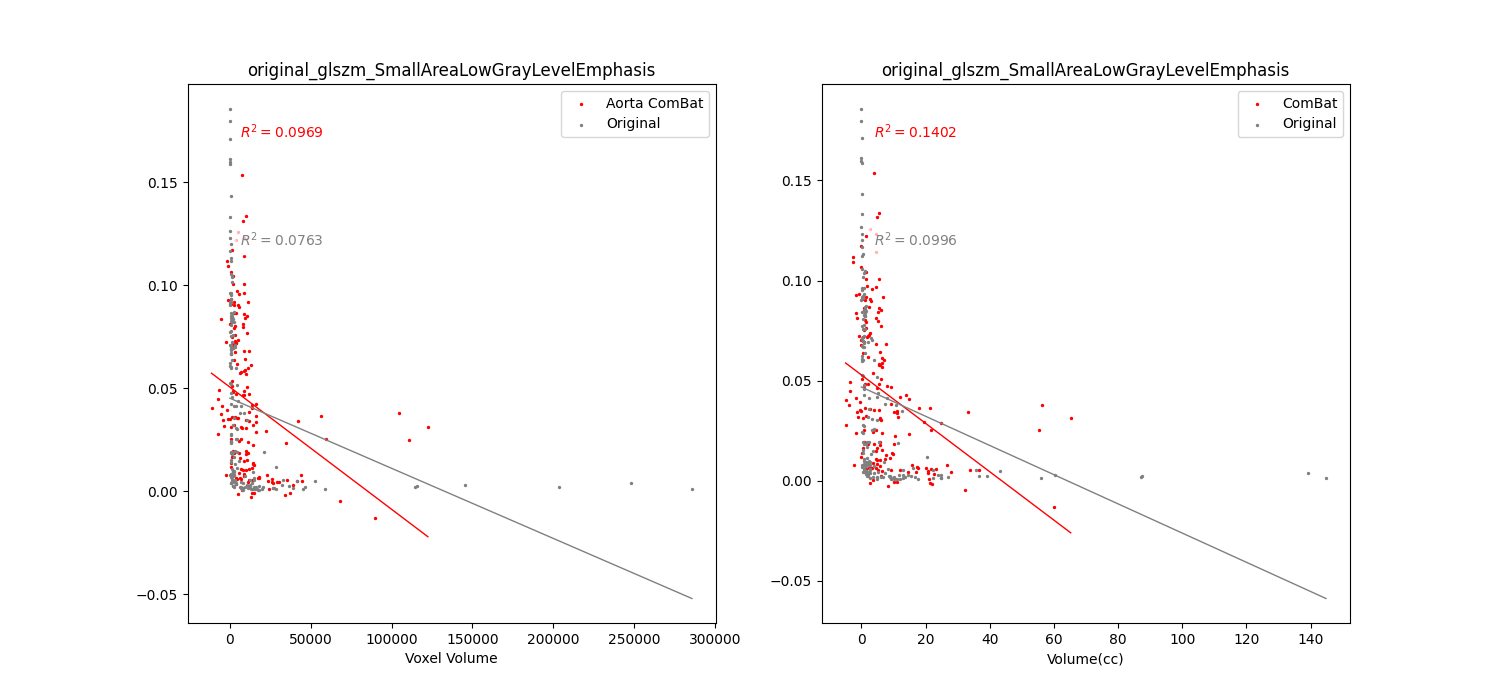 original_glszm_SmallAreaLowGrayLevelEmphasis
Aorta ComBat
Original
R² = 0.0969
R² = 0.0763
0.15
0.10
0.05
0.00
−0.05
0
50000
100000
150000
200000
250000
300000
Voxel Volume
original_glszm_SmallAreaLowGrayLevelEmphasis
ComBat
Original
R² = 0.1402
R² = 0.0996
0.15
0.10
0.05
0.00
−0.05
0
20
40
60
80
100
120
140
Volume(cc)